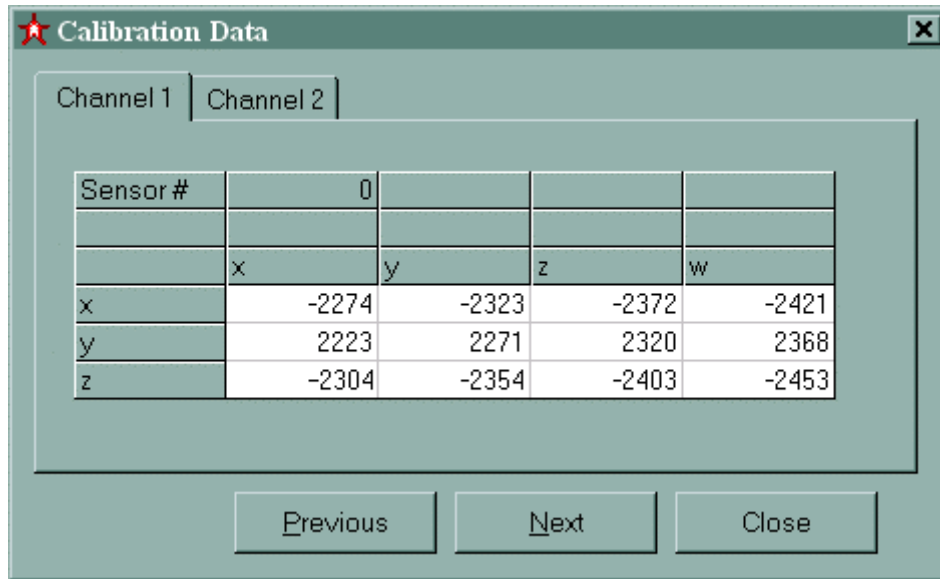 Calibration Data
Channel 1 Channel 2
Sensor # 0
x y z w
x -2274 -2323 -2372 -2421
y 2223 2271 2320 2368
z -2304 -2354 -2403 -2453
Previous Next Close